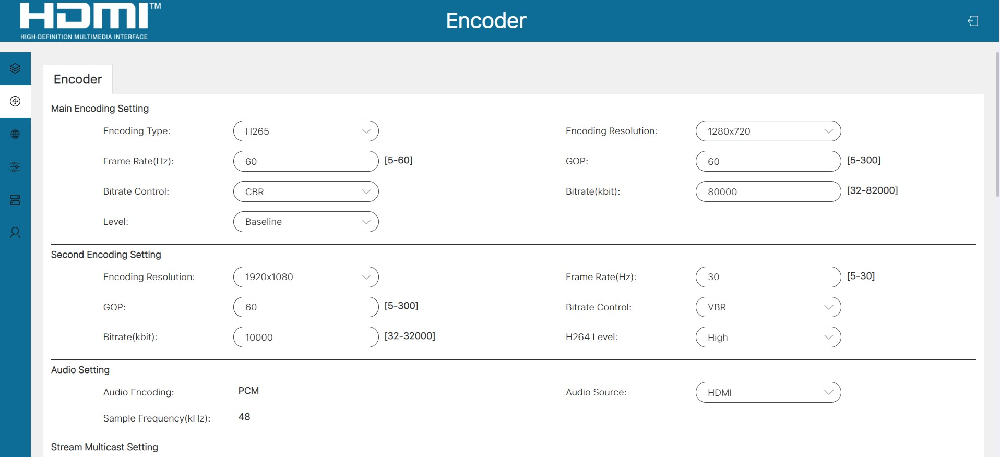 HDMI™
HIGH-DEFINITION MULTIMEDIA INTERFACE
Encoder
Encoder
Main Encoding Setting
Encoding Type: H265 Encoding Resolution: 1280x720
Frame Rate(Hz): 60 [5-60] GOP: 60 [5-300]
Bitrate Control: CBR Bitrate(kbit): 80000 [32-82000]
Level: Baseline
Second Encoding Setting
Encoding Resolution: 1920x1080 Frame Rate(Hz): 30 [5-30]
GOP: 60 [5-300] Bitrate Control: VBR
Bitrate(kbit): 10000 [32-32000] H264 Level: High
Audio Setting
Audio Encoding: PCM Audio Source: HDMI
Sample Frequency(kHz): 48
Stream Multicast Setting